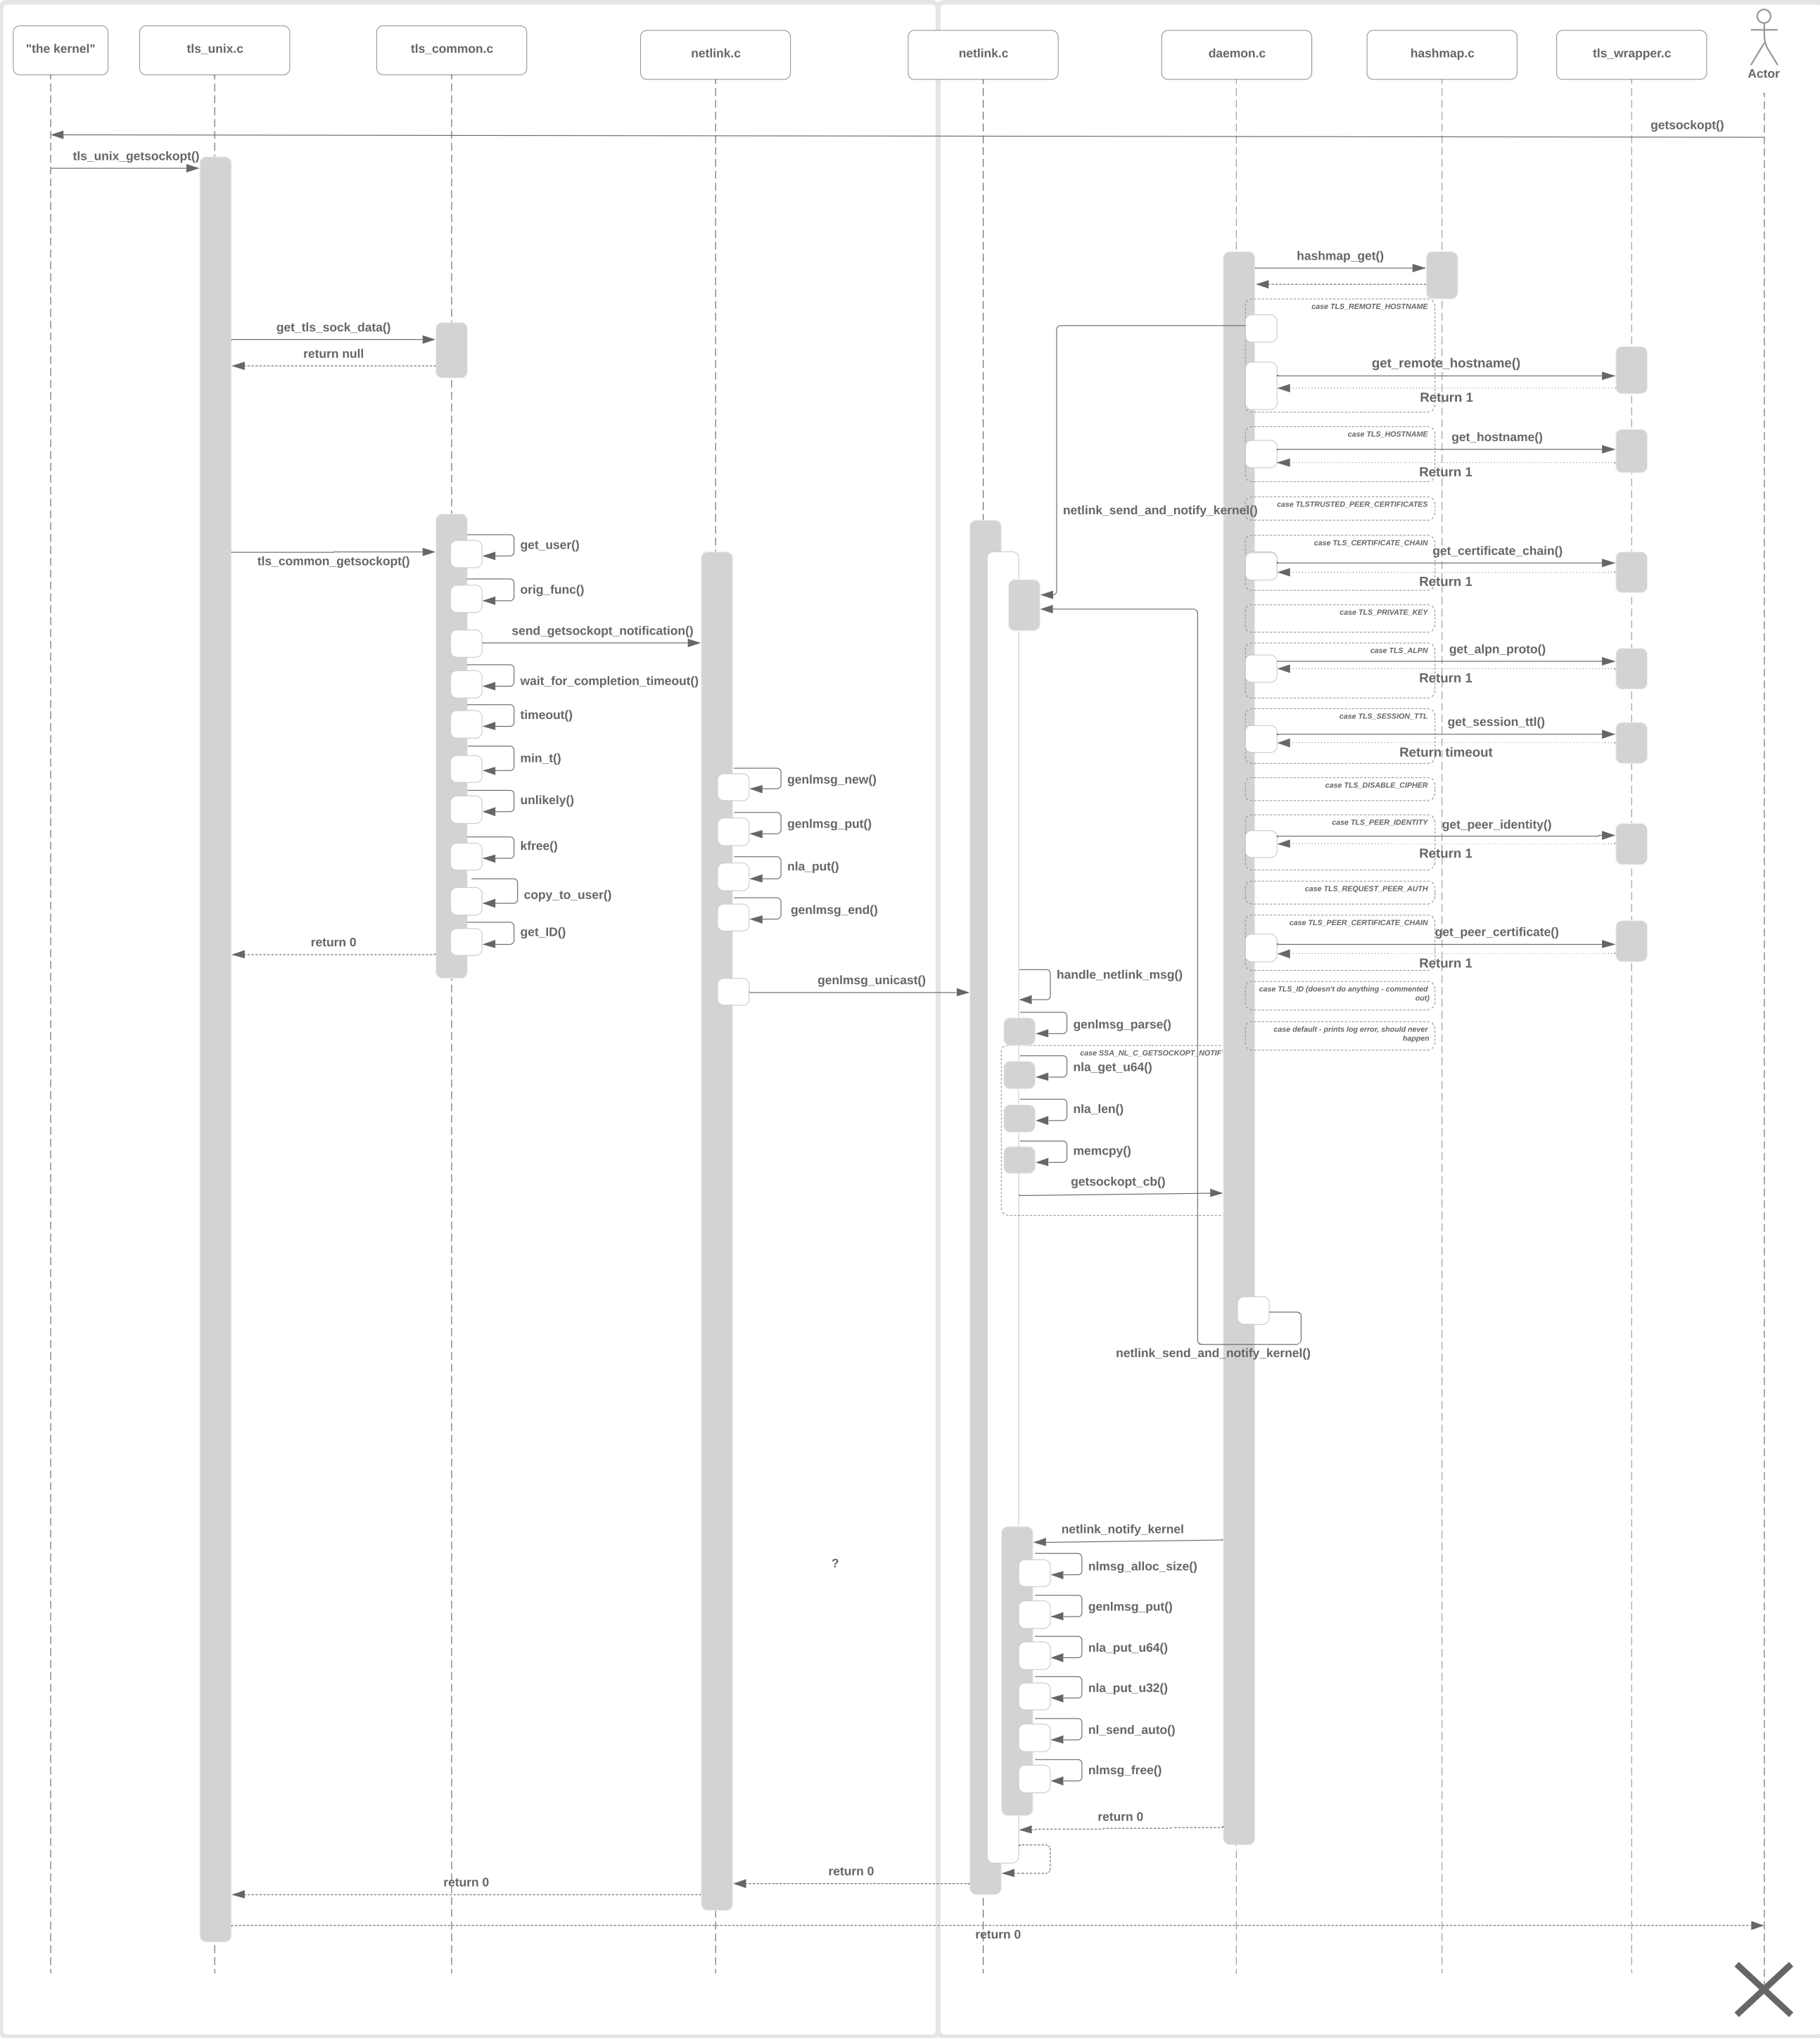 "the kernel"
tls_unix.c
tls_common.c
netlink.c
netlink.c
daemon.c
hashmap.c
tls_wrapper.c
Actor
getsockopt()
tls_unix_getsockopt()
hashmap_get()
case TLS_REMOTE_HOSTNAME
get_tls_sock_data()
return null
get_remote_hostname()
Return 1
case TLS_HOSTNAME
get_hostname()
Return 1
case TLSTRUSTED_PEER_CERTIFICATES
netlink_send_and_notify_kernel()
case TLS_CERTIFICATE_CHAIN
get_user()
get_certificate_chain()
tls_common_getsockopt()
Return 1
orig_func()
case TLS_PRIVATE_KEY
send_getsockopt_notification()
case TLS_ALPN
get_alpn_proto()
wait_for_completion_timeout()
Return 1
timeout()
case TLS_SESSION_TTL
get_session_ttl()
Return timeout
min_t()
genlmsg_new()
case TLS_DISABLE_CIPHER
unlikely()
genlmsg_put()
case TLS_PEER_IDENTITY
get_peer_identity()
kfree()
Return 1
nla_put()
case TLS_REQUEST_PEER_AUTH
copy_to_user()
genlmsg_end()
case TLS_PEER_CERTIFICATE_CHAIN
get_ID()
get_peer_certificate()
return 0
Return 1
genlmsg_unicast()
handle_netlink_msg()
case TLS_ID (doesn't do anything - commented
out)
genlmsg_parse()
case default - prints log error, should never
happen
case SSA_NL_C_GETSOCKOPT_NOTIF
nla_get_u64()
nla_len()
memcpy()
getsockopt_cb()
netlink_send_and_notify_kernel()
netlink_notify_kernel
?
nlmsg_alloc_size()
genlmsg_put()
nla_put_u64()
nla_put_u32()
nl_send_auto()
nlmsg_free()
return 0
return 0
return 0
return 0